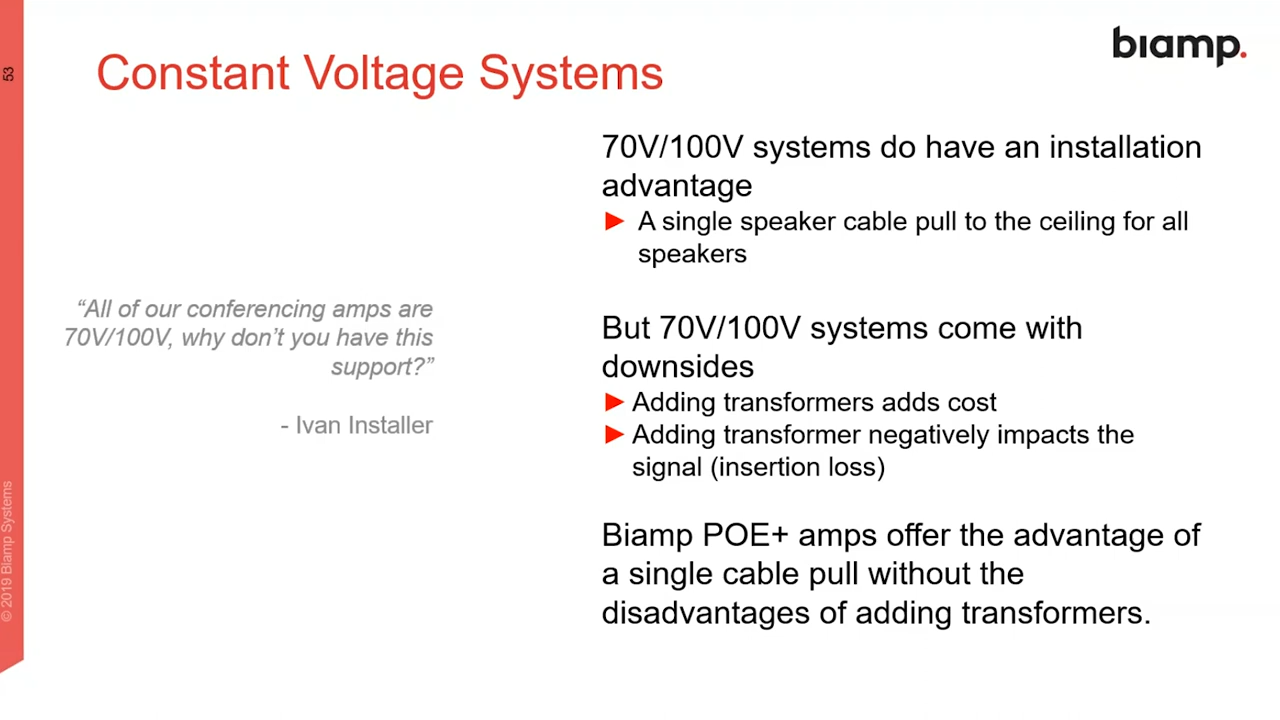 53
Constant Voltage Systems
biamp.
70V/100V systems do have an installation
advantage
► A single speaker cable pull to the ceiling for all
speakers
“All of our conferencing amps are
70V/100V, why don’t you have this
support?”
- Ivan Installer
But 70V/100V systems come with
downsides
► Adding transformers adds cost
► Adding transformer negatively impacts the
signal (insertion loss)
Biamp POE+ amps offer the advantage of
a single cable pull without the
disadvantages of adding transformers.
© 2019 Biamp Systems